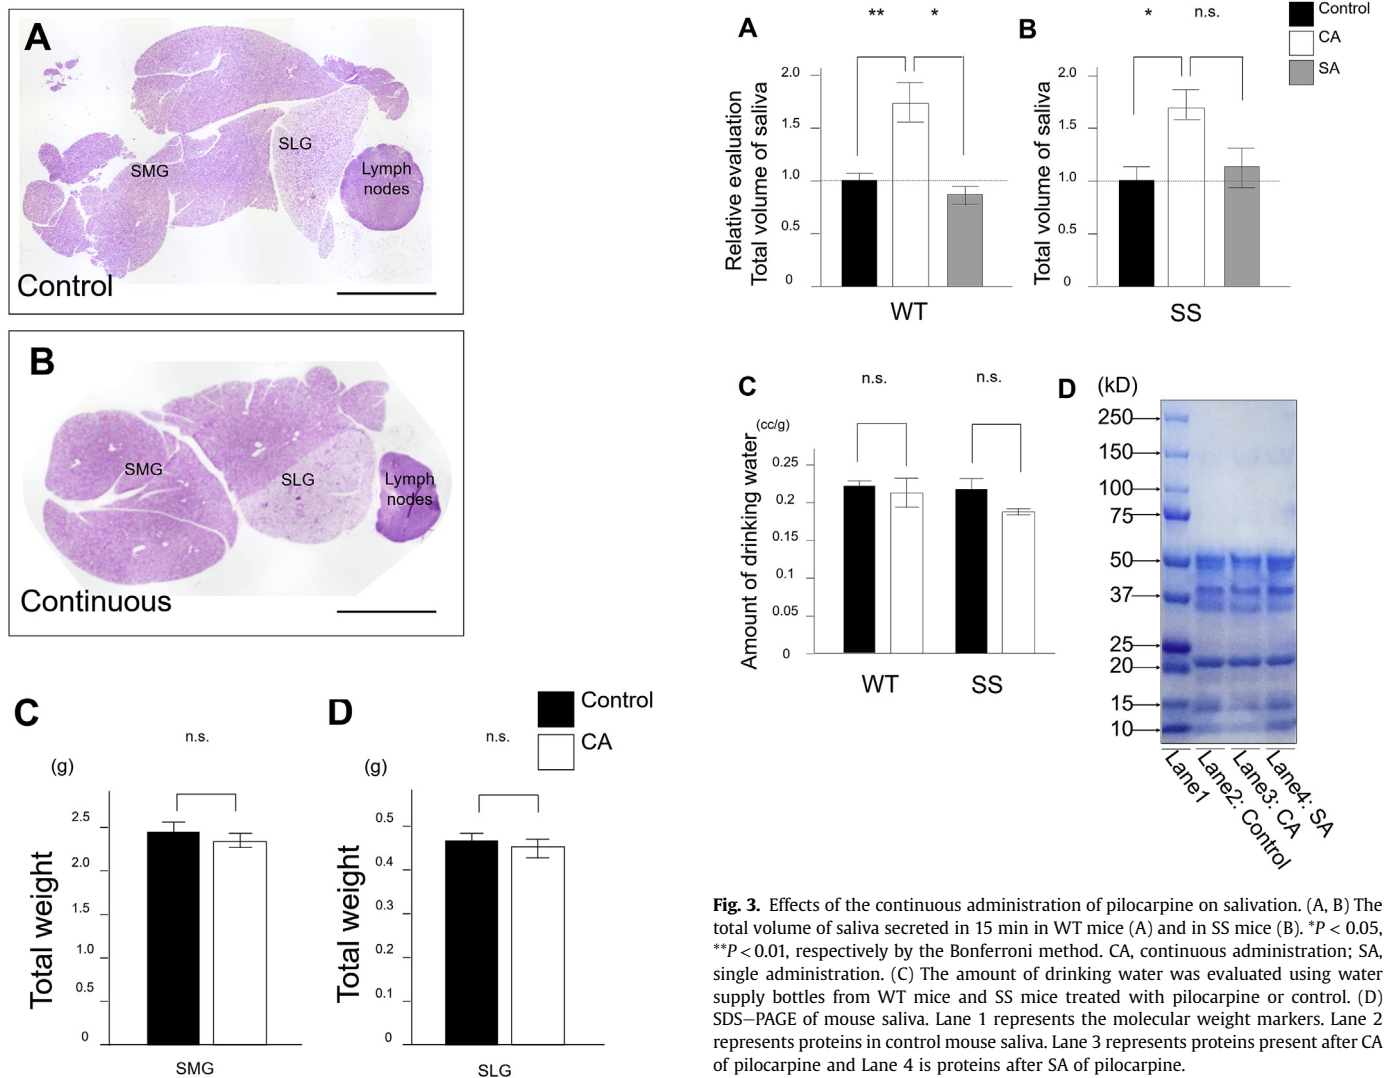 A
SMG
SLG
Lymph
nodes
Control
B
SMG
SLG
Lymph
nodes
Continuous
C
n.s.
(g)
Total weight
2.5
2.0
1.5
1.0
0.5
0
SMG
D
n.s.
(g)
Total weight
0.5
0.4
0.3
0.2
0.1
0
SLG
Control
CA
A
** *
Relative evaluation
Total volume of saliva
2.0
1.5
1.0
0.5
0
WT
B
* n.s.
Total volume of saliva
2.0
1.5
1.0
0.5
0
SS
Control
CA
SA
C
n.s. n.s.
(cc/g)
Amount of drinking water
0.25
0.2
0.15
0.1
0.05
0
WT SS
D (kD)
250
150
100
75
50
37
25
20
15
10
Lane1
Lane2: Control
Lane3: CA
Lane4: SA
Fig. 3. Effects of the continuous administration of pilocarpine on salivation. (A, B) The
total volume of saliva secreted in 15 min in WT mice (A) and in SS mice (B). *P < 0.05,
**P < 0.01, respectively by the Bonferroni method. CA, continuous administration; SA,
single administration. (C) The amount of drinking water was evaluated using water
supply bottles from WT mice and SS mice treated with pilocarpine or control. (D)
SDS−PAGE of mouse saliva. Lane 1 represents the molecular weight markers. Lane 2
represents proteins in control mouse saliva. Lane 3 represents proteins present after CA
of pilocarpine and Lane 4 is proteins after SA of pilocarpine.